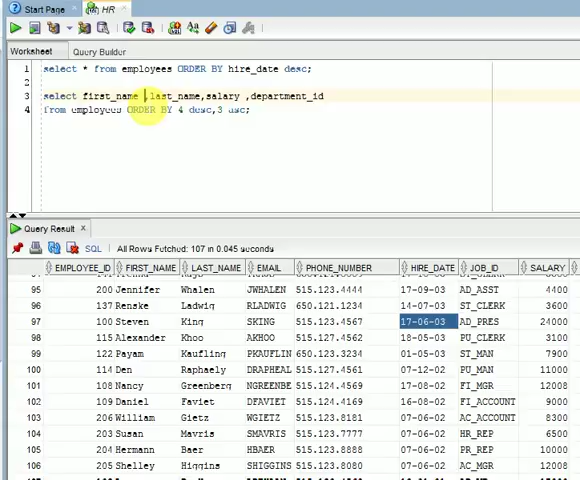 Start Page × HR ×
Worksheet Query Builder
1 select * from employees ORDER BY hire_date desc;
2
3 select first_name ,last_name,salary ,department_id
4 from employees ORDER BY 4 desc,3 asc;
Query Result ×
SQL | All Rows Fetched: 107 in 0.045 seconds
EMPLOYEE_ID FIRST_NAME LAST_NAME EMAIL PHONE_NUMBER HIRE_DATE JOB_ID SALARY
95 200 Jennifer Whalen JWHALEN 515.123.4444 17-09-03 AD_ASST 4400
96 137 Renske Ladwig RLADWIG 650.121.1234 14-07-03 ST_CLERK 3600
97 100 Steven King SKING 515.123.4567 17-06-03 AD_PRES 24000
98 115 Alexander Khoo AKHOO 515.127.4562 18-05-03 PU_CLERK 3100
99 122 Payam Kaufling PKAUFLIN 650.123.3234 01-05-03 ST_MAN 7900
100 114 Den Raphaely DRAPHEAL 515.127.4561 07-12-02 PU_MAN 11000
101 108 Nancy Greenberg NGREENBE 515.124.4569 17-08-02 FI_MGR 12008
102 109 Daniel Faviet DFAVIET 515.124.4169 16-08-02 FI_ACCOUNT 9000
103 206 William Gietz WGIETZ 515.123.8181 07-06-02 AC_ACCOUNT 8300
104 203 Susan Mavris SMAVRIS 515.123.7777 07-06-02 HR_REP 6500
105 204 Hermann Baer HBAER 515.123.8888 07-06-02 PR_REP 10000
106 205 Shelley Higgins SHIGGINS 515.123.8080 07-06-02 AC_MGR 12008